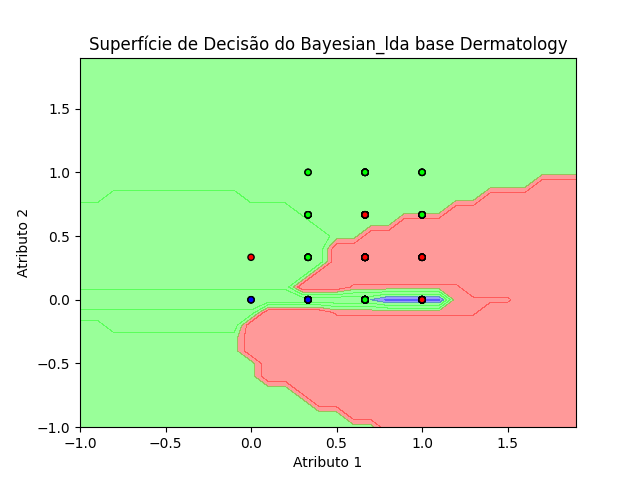 Superfície de Decisão do Bayesian_lda base Dermatology
Atributo 2
1.5
1.0
0.5
0.0
−0.5
−1.0
−1.0 −0.5 0.0 0.5 1.0 1.5
Atributo 1